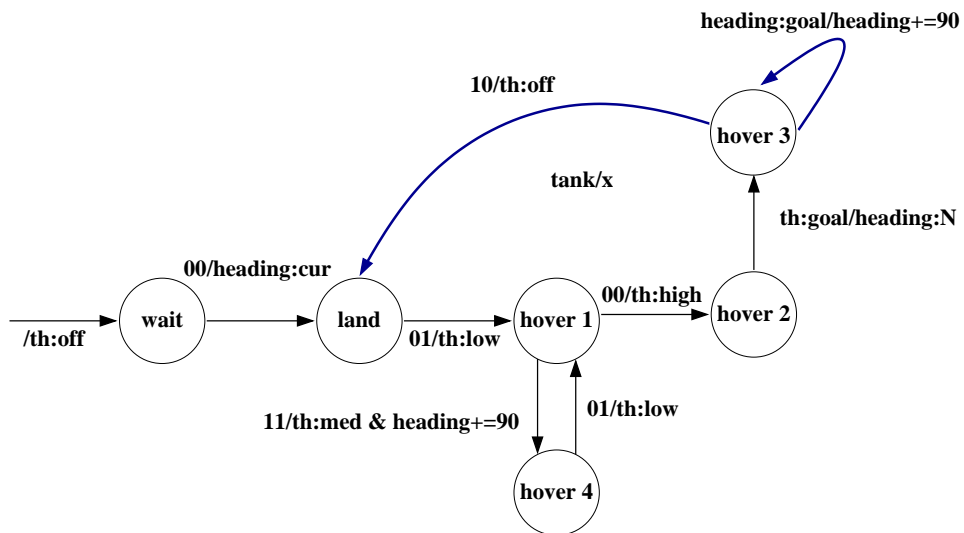 heading:goal/heading+=90
10/th:off
hover 3
tank/x
th:goal/heading:N
00/heading:cur
00/th:high
wait
land
hover 1
hover 2
/th:off
01/th:low
11/th:med & heading+=90
01/th:low
hover 4